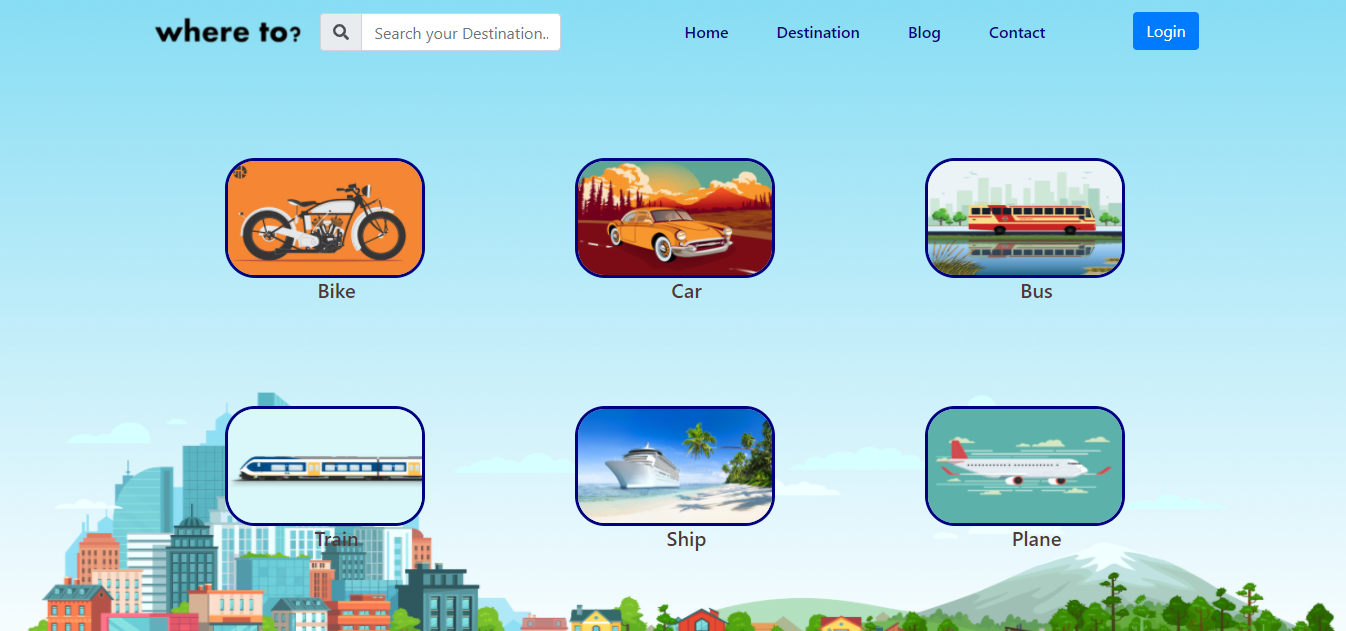 where to?
Search your Destination..
Home
Destination
Blog
Contact
Login
Bike
Car
Bus
Train
Ship
Plane